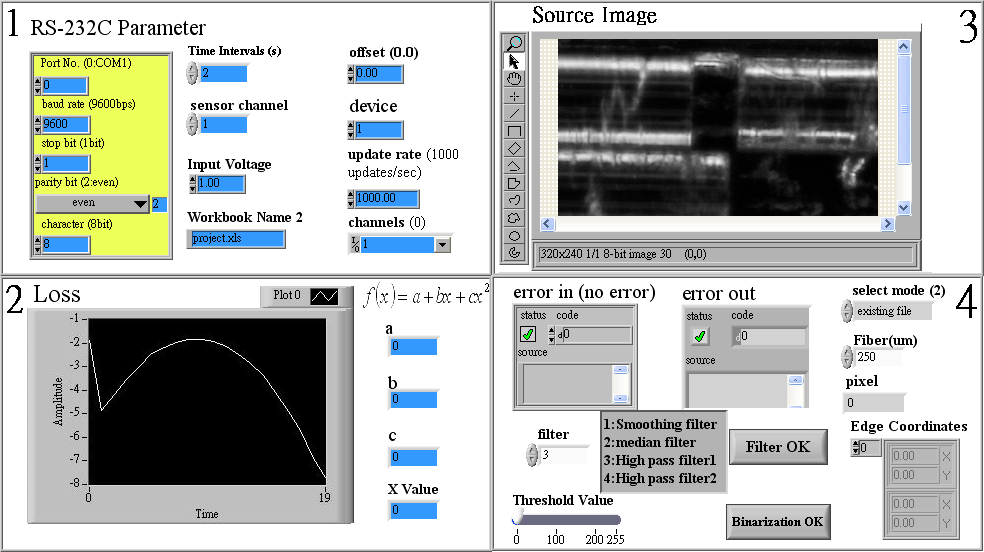 1 RS-232C Parameter
Port No. (0:COM1)
0
baud rate (9600bps)
9600
stop bit (1bit)
1
parity bit (2:even)
even 2
character (8bit)
8
Time Intervals (s)
2
sensor channel
1
Input Voltage
1.00
Workbook Name 2
project.xls
offset (0.0)
0.00
device
1
update rate (1000
updates/sec)
1000.00
channels (0)
I/O 1
Source Image 3
320x240 1/1 8-bit image 30 (0,0)
2 Loss
Plot 0
f(x) = a+bx+cx²
-1
-2
-3
-4
-5
-6
-7
-8
Amplitude
0 19
Time
a
0
b
0
c
0
X Value
0
4
error in (no error)
status code
d0
source
error out
status code
d0
source
select mode (2)
existing file
Fiber(um)
250
pixel
0
Edge Coordinates
0
0.00 X
0.00 Y
0.00 X
0.00 Y
filter
3
1:Smoothing filter
2:median filter
3:High pass filter1
4:High pass filter2
Filter OK
Threshold Value
0 100 200 255
Binarization OK